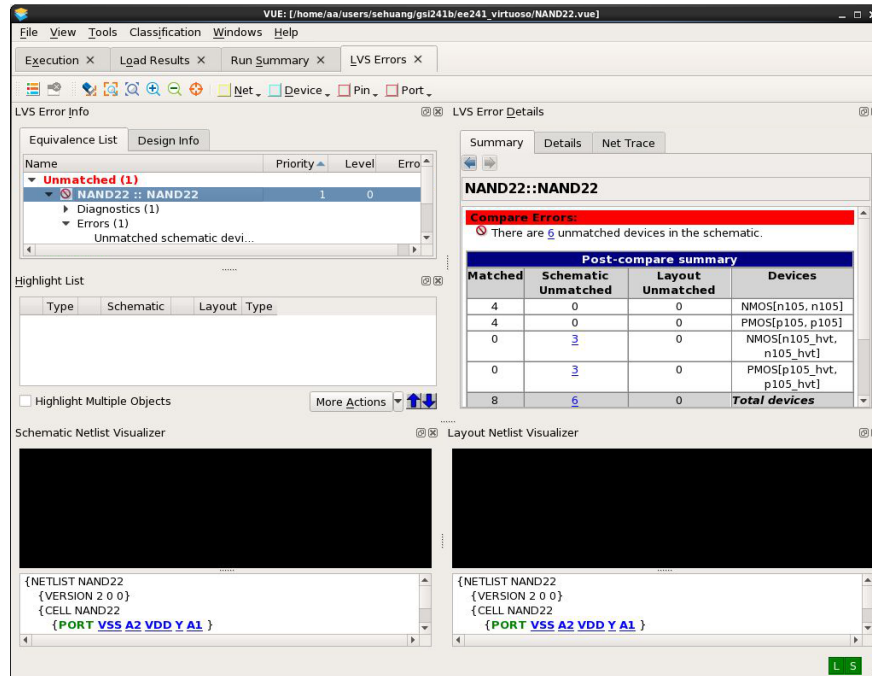 VUE: [/home/aa/users/sehuang/gsi241b/ee241_virtuoso/NAND22.vue]
File View Tools Classification Windows Help
Execution × Load Results × Run Summary × LVS Errors ×
Net Device Pin Port
LVS Error Info
Equivalence List Design Info
Name Priority Level Erro
Unmatched (1)
NAND22 :: NAND22 1 0
Diagnostics (1)
Errors (1)
Unmatched schematic devi...
Highlight List
Type Schematic Layout Type
Highlight Multiple Objects More Actions
LVS Error Details
Summary Details Net Trace
NAND22::NAND22
Compare Errors:
There are 6 unmatched devices in the schematic.
Post-compare summary
Matched Schematic Unmatched Layout Unmatched Devices
4 0 0 NMOS[n105, n105]
4 0 0 PMOS[p105, p105]
0 3 0 NMOS[n105_hvt, n105_hvt]
0 3 0 PMOS[p105_hvt, p105_hvt]
8 6 0 Total devices
Schematic Netlist Visualizer
{NETLIST NAND22
{VERSION 2 0 0}
{CELL NAND22
{PORT VSS A2 VDD Y A1 }
Layout Netlist Visualizer
{NETLIST NAND22
{VERSION 2 0 0}
{CELL NAND22
{PORT VSS A2 VDD Y A1 }
L S